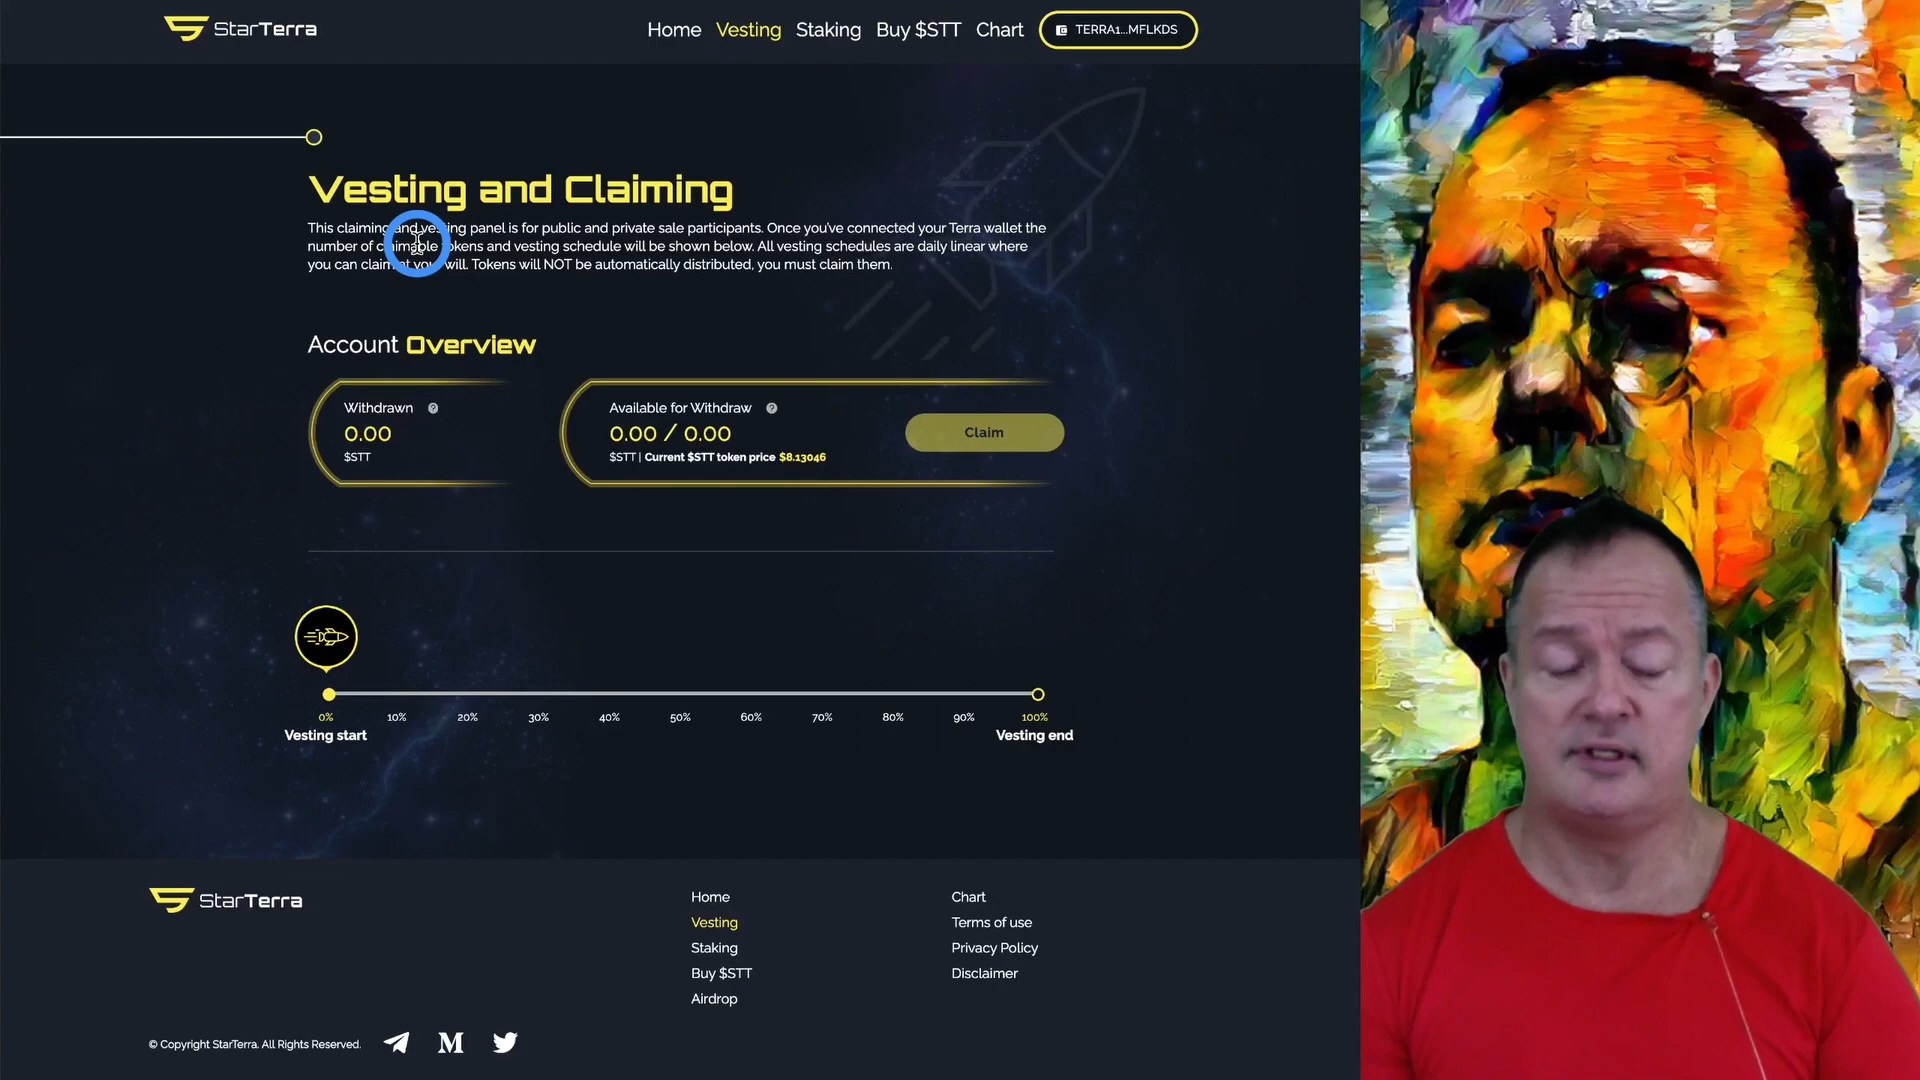 StarTerra
Home Vesting Staking Buy $STT Chart TERRA1...MFLKDS
Vesting and Claiming
This claiming and vesting panel is for public and private sale participants. Once you've connected your Terra wallet the
number of claimable tokens and vesting schedule will be shown below. All vesting schedules are daily linear where
you can claim at your will. Tokens will NOT be automatically distributed, you must claim them.
Account Overview
Withdrawn ?
0.00
$STT
Available for Withdraw ?
0.00 / 0.00
$STT | Current $STT token price $8.13046
Claim
0% 10% 20% 30% 40% 50% 60% 70% 80% 90% 100%
Vesting start Vesting end
StarTerra
Home
Vesting
Staking
Buy $STT
Airdrop
Chart
Terms of use
Privacy Policy
Disclaimer
© Copyright StarTerra. All Rights Reserved.